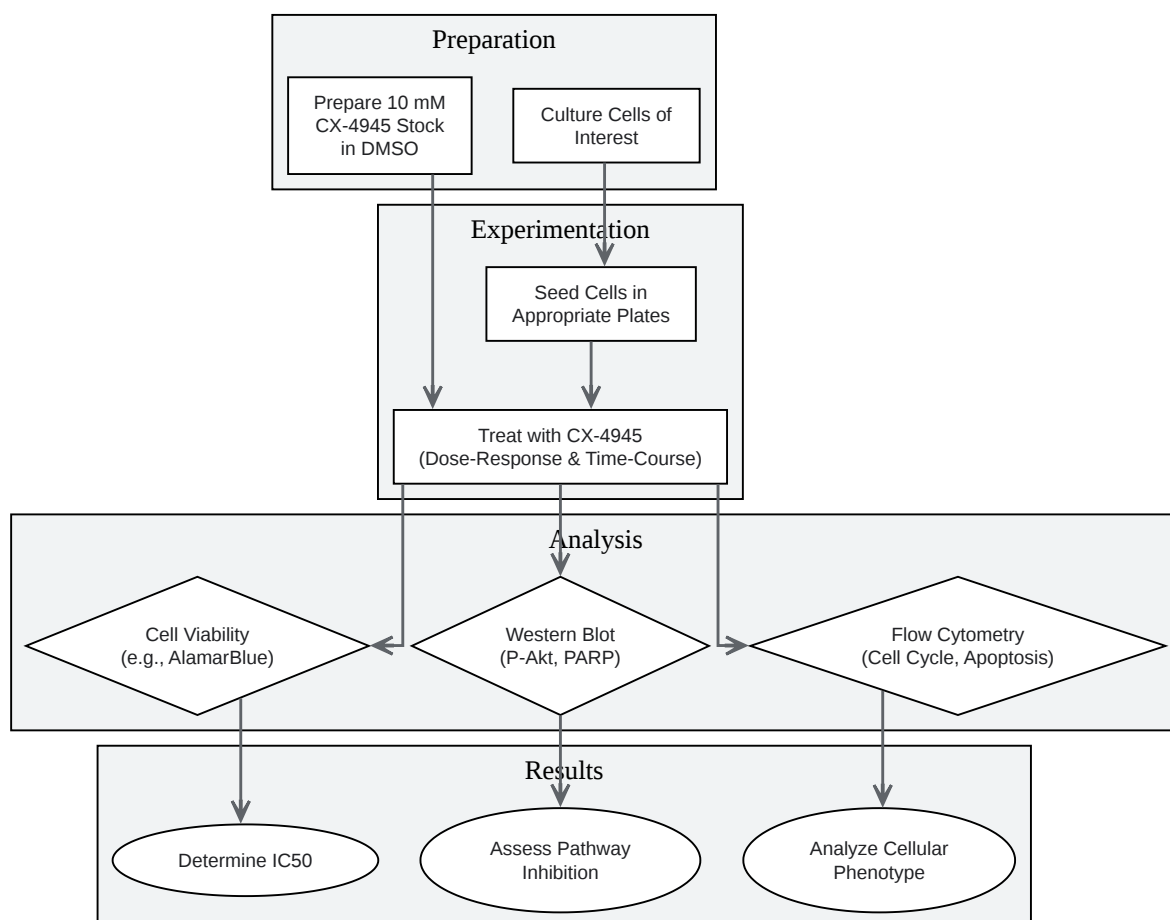 Preparation
Prepare 10 mM
CX-4945 Stock
in DMSO
Culture Cells of
Interest
Experimentation
Seed Cells in
Appropriate Plates
Treat with CX-4945
(Dose-Response & Time-Course)
Analysis
Cell Viability
(e.g., AlamarBlue)
Western Blot
(P-Akt, PARP)
Flow Cytometry
(Cell Cycle, Apoptosis)
Results
Determine IC50
Assess Pathway
Inhibition
Analyze Cellular
Phenotype